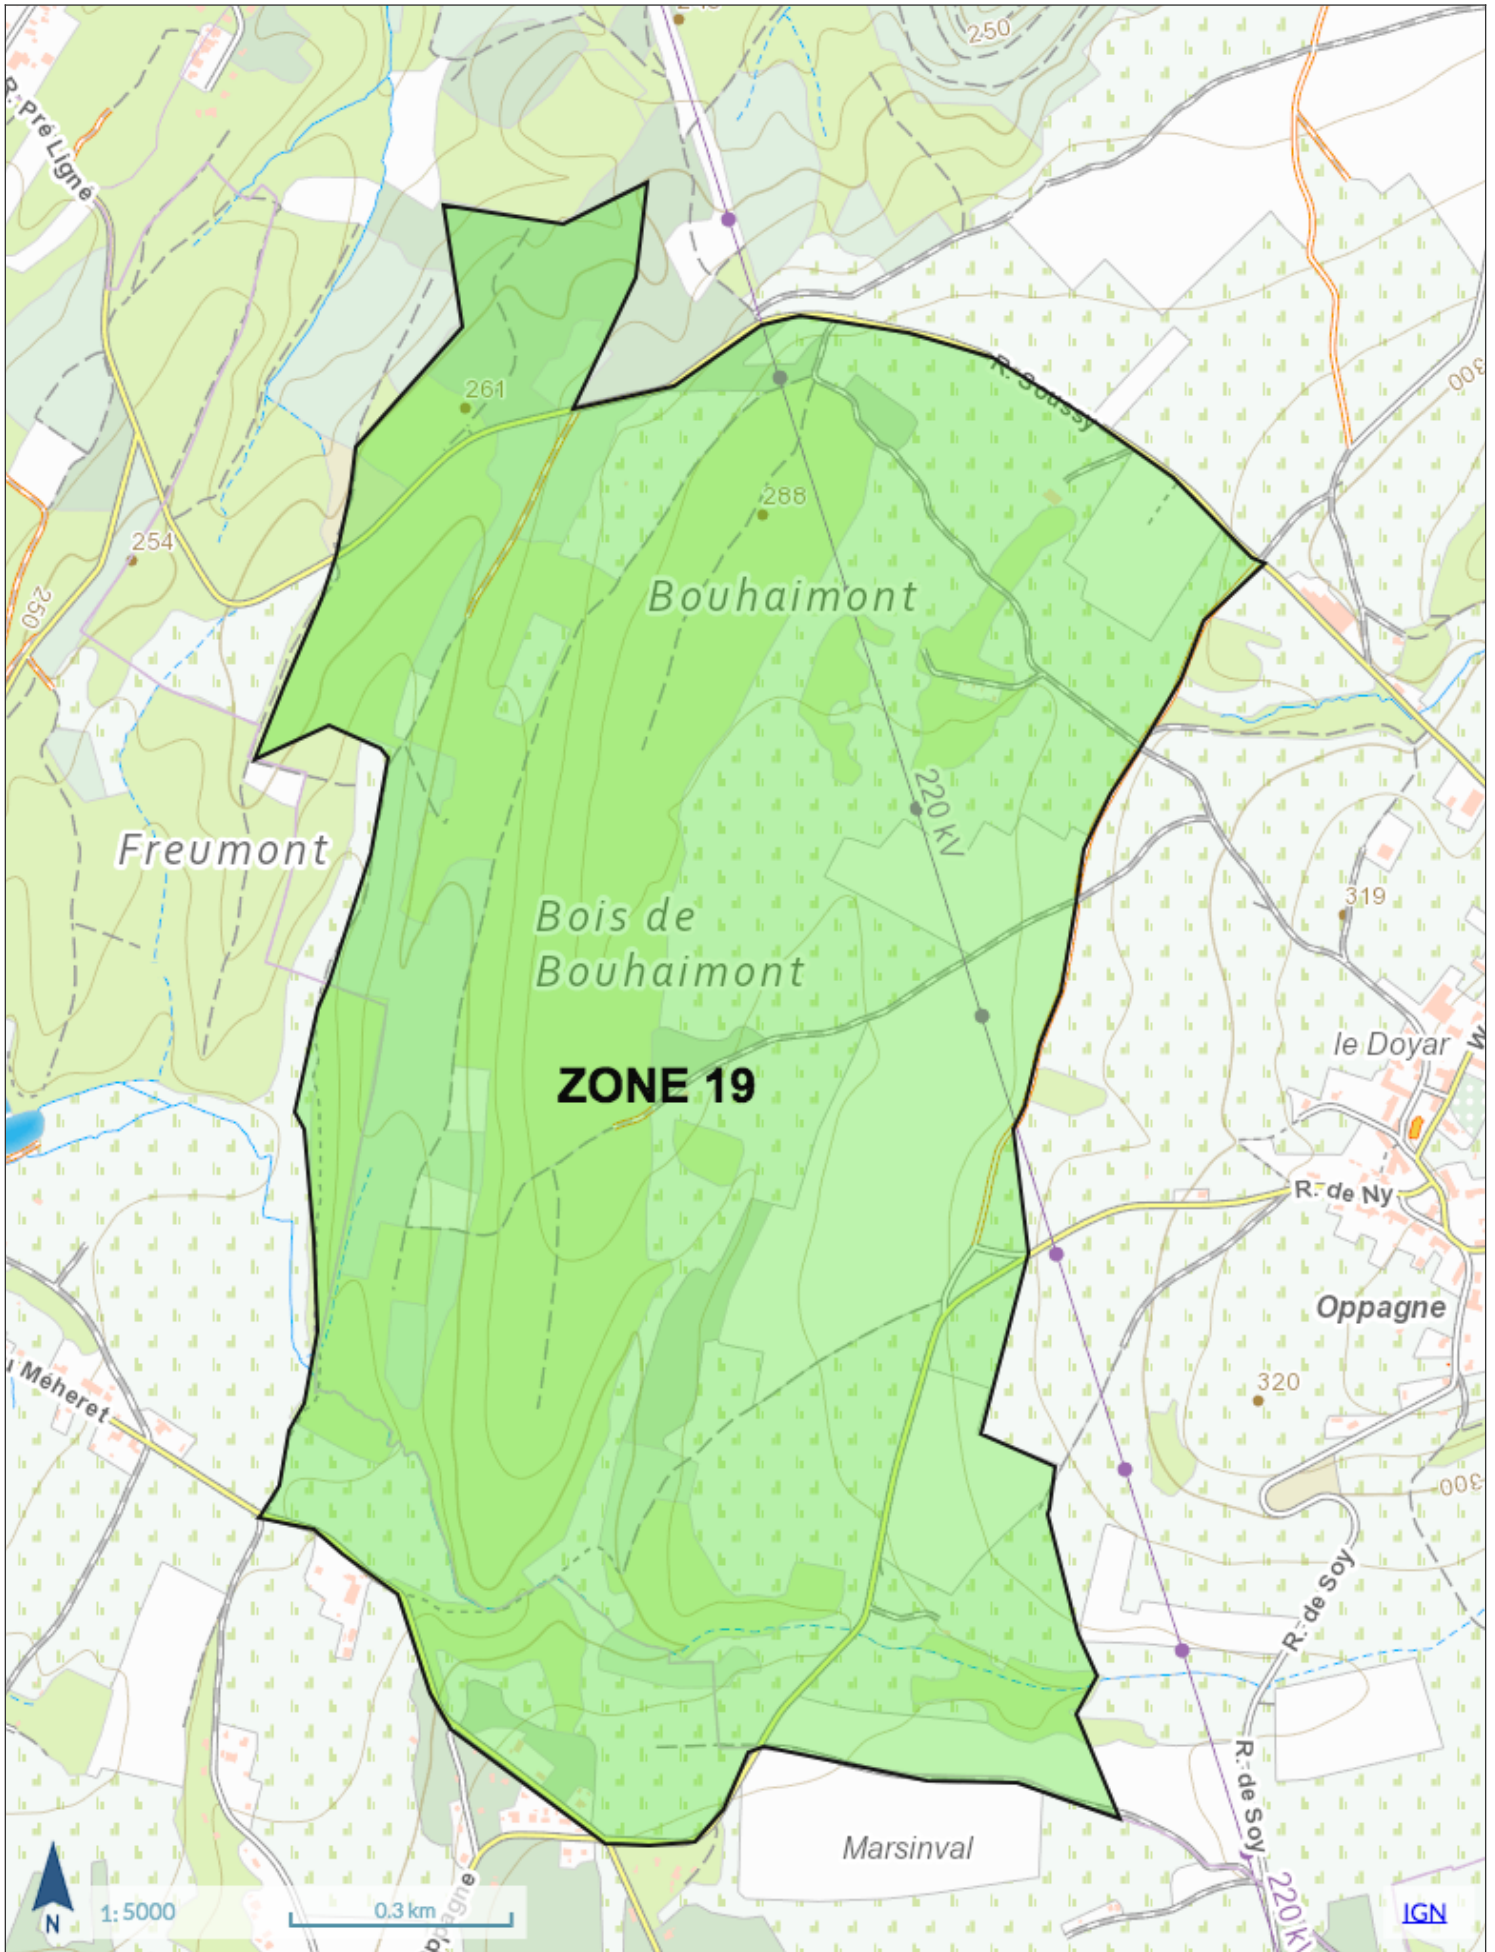 250
R. Pré Ligné
R. Soussy
300
261
288
254
250
Bouhaimont
220 kV
Freumont
319
Bois de
Bouhaimont
le Doyar
ZONE 19
R. de Ny
Oppagne
320
Méheret
300
R. de Soy
R. de Soy
Marsinval
N
1: 5000
0.3 km
220
IGN